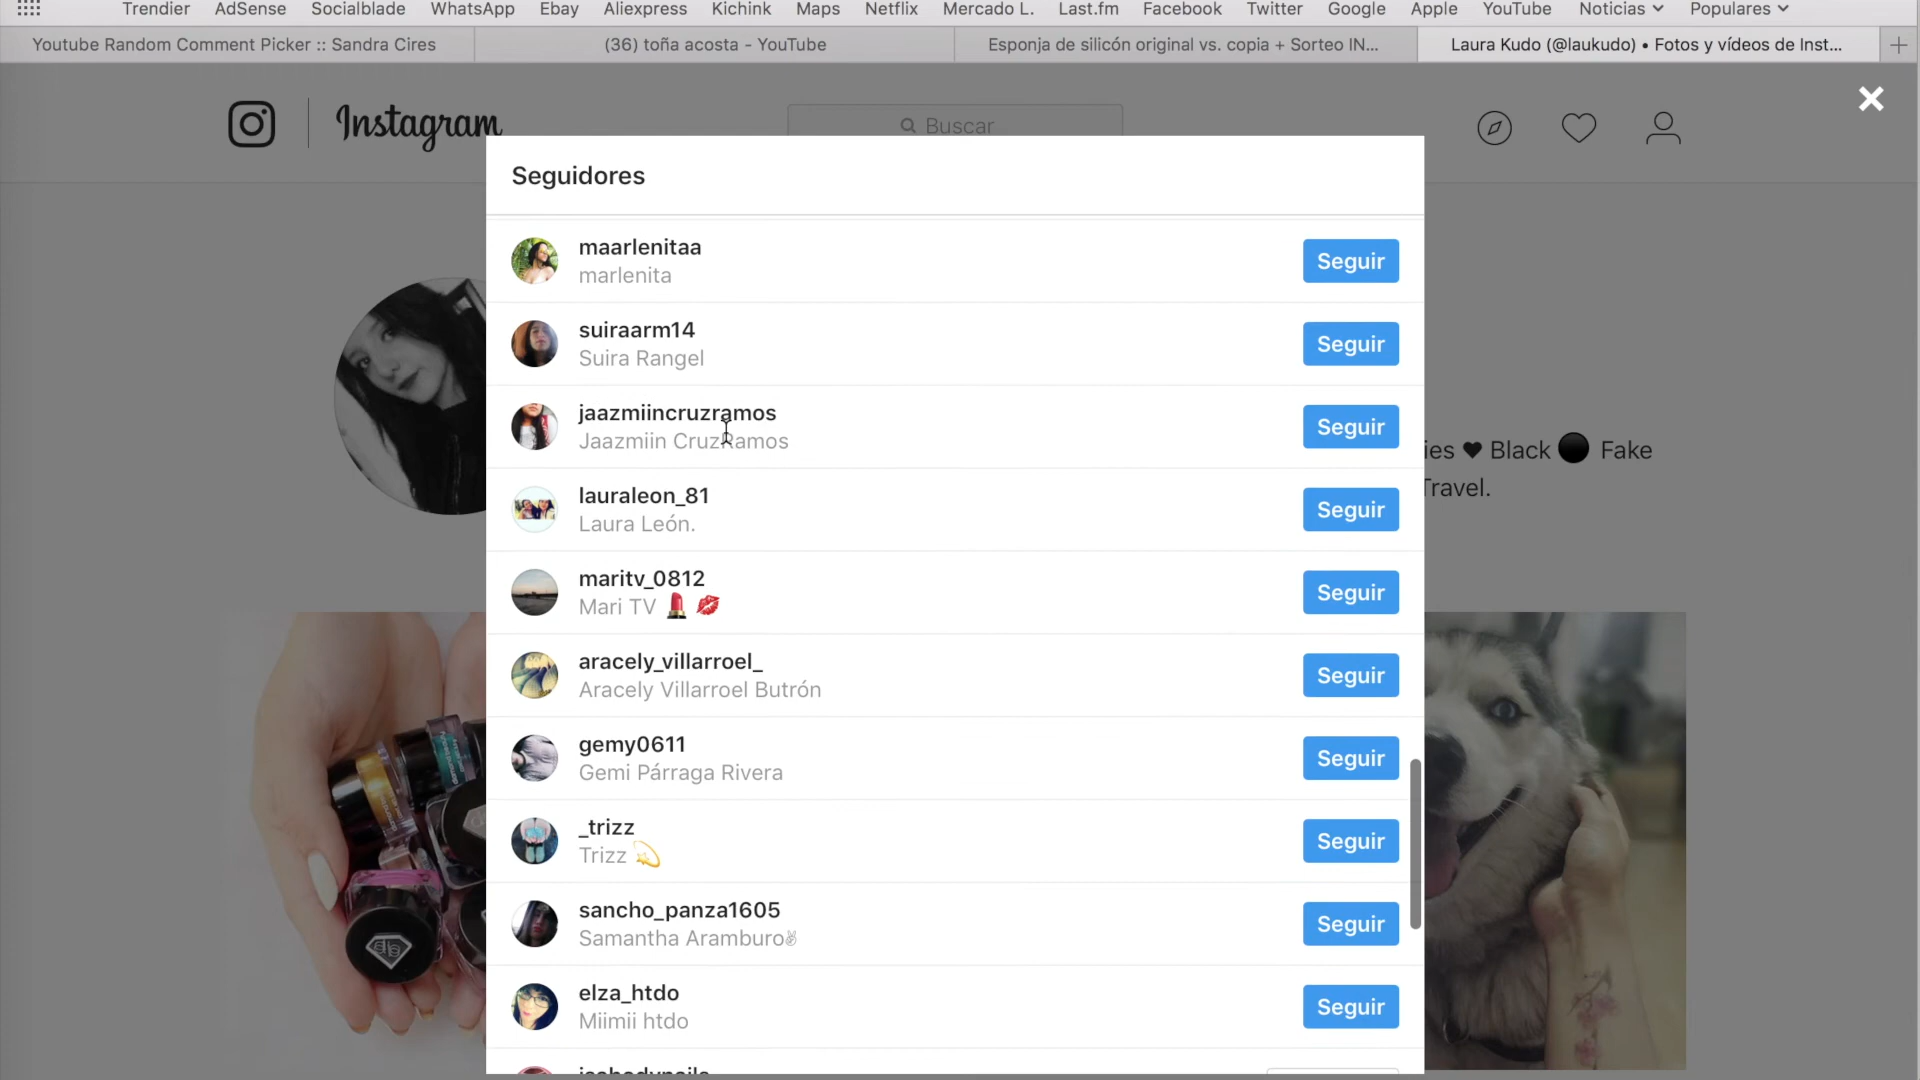 Trendier AdSense Socialblade WhatsApp Ebay Aliexpress Kichink Maps Netflix Mercado L. Last.fm Facebook Twitter Google Apple YouTube Noticias Populares
Youtube Random Comment Picker :: Sandra Cires
(36) toña acosta - YouTube
Esponja de silicón original vs. copia + Sorteo IN...
Laura Kudo (@laukudo) • Fotos y vídeos de Inst...
Instagram
Buscar
Seguidores
maarlenitaa
marlenita
Seguir
suiraarm14
Suira Rangel
Seguir
jaazmiincruzramos
Jaazmiin CruzRamos
Seguir
ies ♥ Black ⚫ Fake
Travel.
lauraleon_81
Laura León.
Seguir
maritv_0812
Mari TV 💄 💋
Seguir
aracely_villarroel_
Aracely Villarroel Butrón
Seguir
gemy0611
Gemi Párraga Rivera
Seguir
_trizz
Trizz 💫
Seguir
sancho_panza1605
Samantha Aramburo✌
Seguir
elza_htdo
Miimii htdo
Seguir